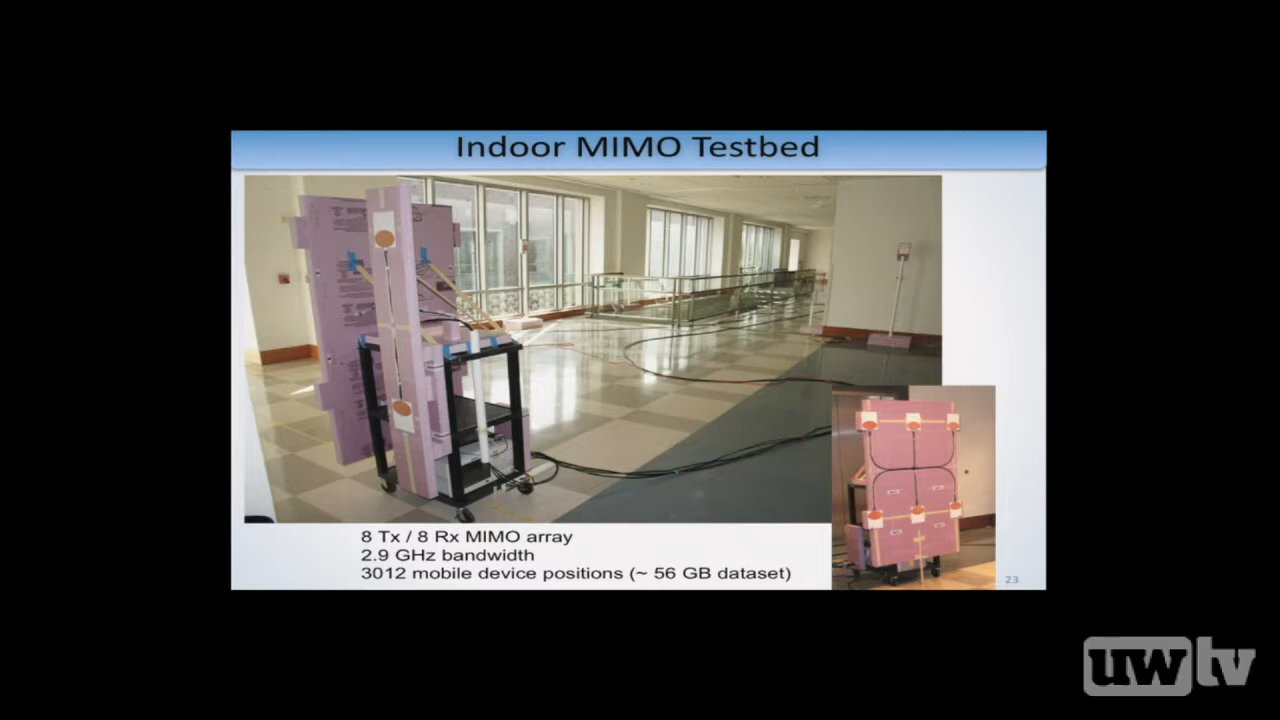 Indoor MIMO Testbed
8 Tx / 8 Rx MIMO array
2.9 GHz bandwidth
3012 mobile device positions (~ 56 GB dataset)
23
uwtv